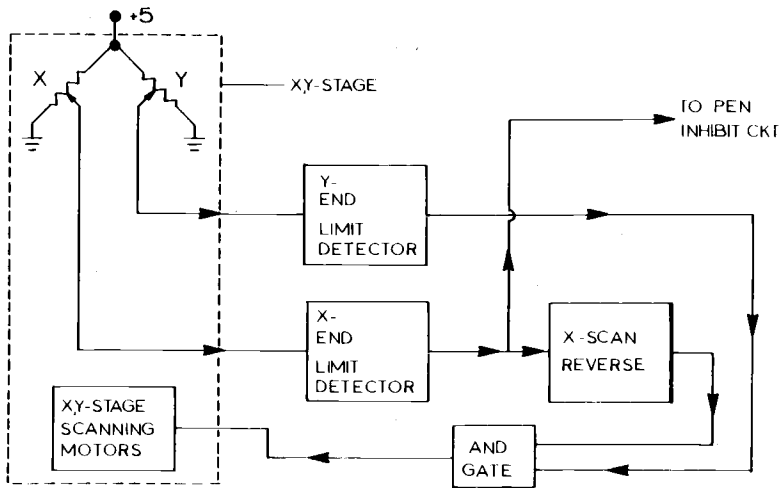 +5
X
Y
X,Y-STAGE
TO PEN
INHIBIT CKT
Y-
END
LIMIT
DETECTOR
X-
END
LIMIT
DETECTOR
X-SCAN
REVERSE
X,Y-STAGE
SCANNING
MOTORS
AND
GATE